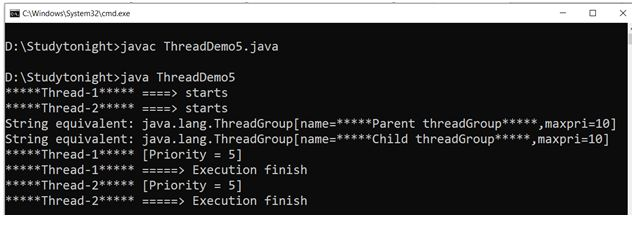 C:\Windows\System32\cmd.exe
D:\Studytonight>javac ThreadDemo5.java
D:\Studytonight>java ThreadDemo5
*****Thread-1***** ====> starts
*****Thread-2***** ====> starts
String equivalent: java.lang.ThreadGroup[name=*****Parent threadGroup*****,maxpri=10]
String equivalent: java.lang.ThreadGroup[name=*****Child threadGroup*****,maxpri=10]
*****Thread-1***** [Priority = 5]
*****Thread-1***** =====> Execution finish
*****Thread-2***** [Priority = 5]
*****Thread-2***** =====> Execution finish